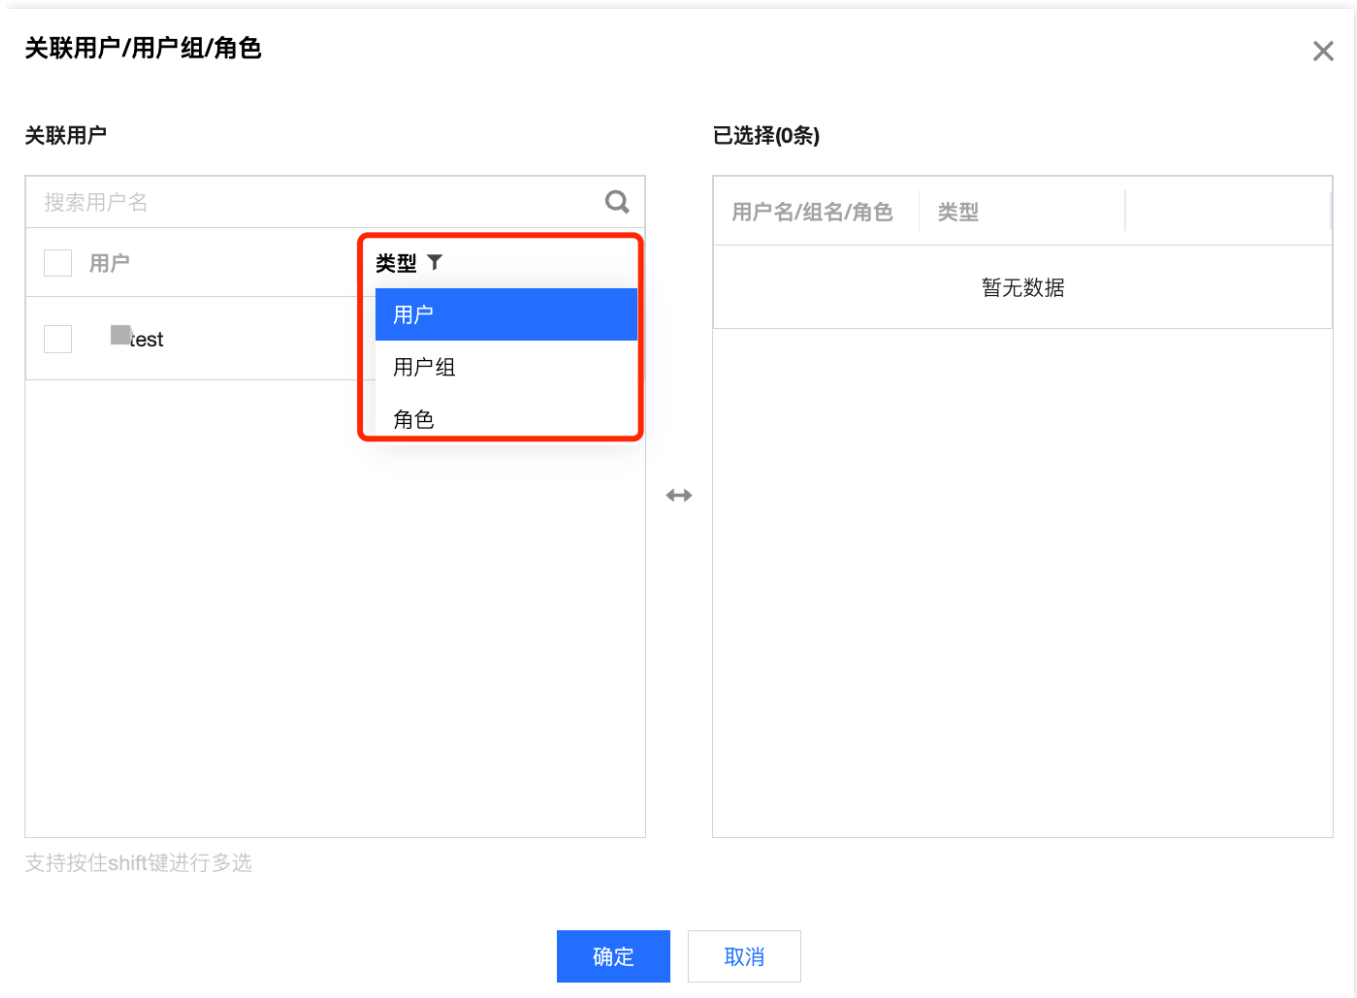 关联用户/用户组/角色
关联用户
搜索用户名
用户
类型
用户
用户组
角色
test
支持按住shift键进行多选
已选择(0条)
用户名/组名/角色 类型
暂无数据
确定 取消